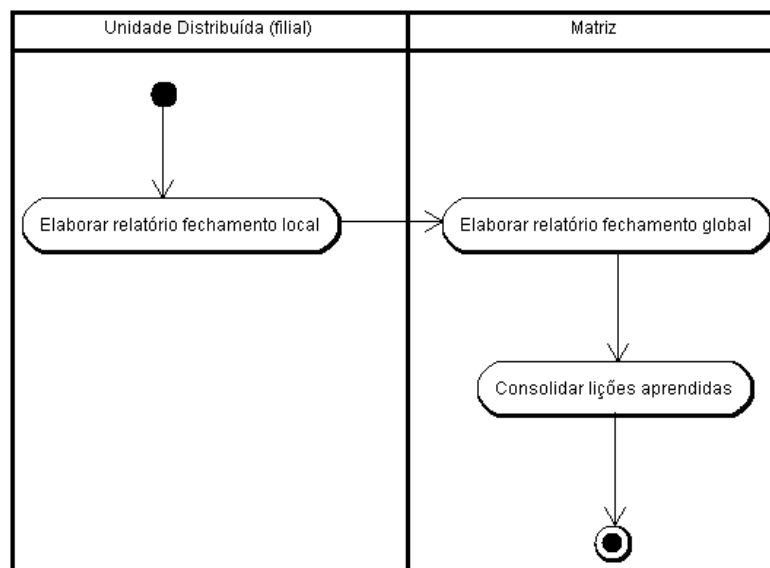 Unidade Distribuída (filial)
Matriz
Elaborar relatório fechamento local
Elaborar relatório fechamento global
Consolidar lições aprendidas